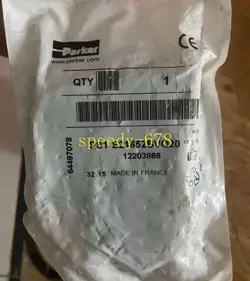 Parker
www.parker.com
CE
QTY
1
speedy-678
12203866
64497078
32 15 MADE IN FRANCE